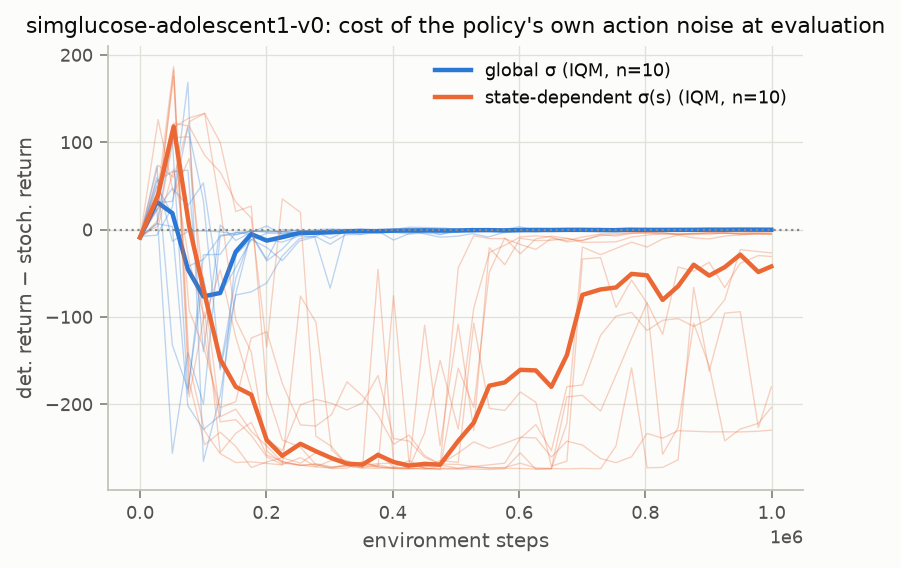 simglucose-adolescent1-v0: cost of the policy's own action noise at evaluation
global σ (IQM, n=10)
state-dependent σ(s) (IQM, n=10)
det. return − stoch. return
200
100
0
−100
−200
0.0
0.2
0.4
0.6
0.8
1.0
1e6
environment steps